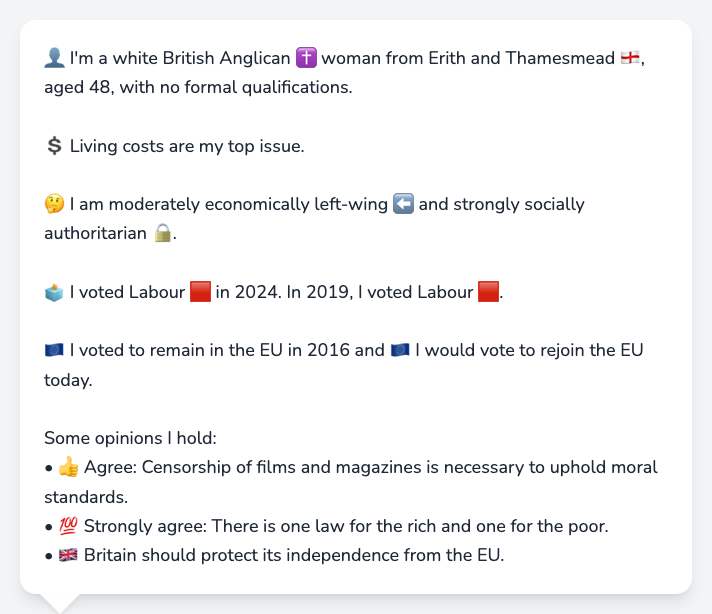 👤 I'm a white British Anglican ✝️ woman from Erith and Thamesmead 🏴󠁧󠁢󠁥󠁮󠁧󠁿,
aged 48, with no formal qualifications.
💲 Living costs are my top issue.
🤔 I am moderately economically left-wing ⬅️ and strongly socially
authoritarian 🔒.
🗳️ I voted Labour 🟥 in 2024. In 2019, I voted Labour 🟥.
🇪🇺 I voted to remain in the EU in 2016 and 🇪🇺 I would vote to rejoin the EU
today.
Some opinions I hold:
• 👍 Agree: Censorship of films and magazines is necessary to uphold moral
standards.
• 💯 Strongly agree: There is one law for the rich and one for the poor.
• 🇬🇧 Britain should protect its independence from the EU.